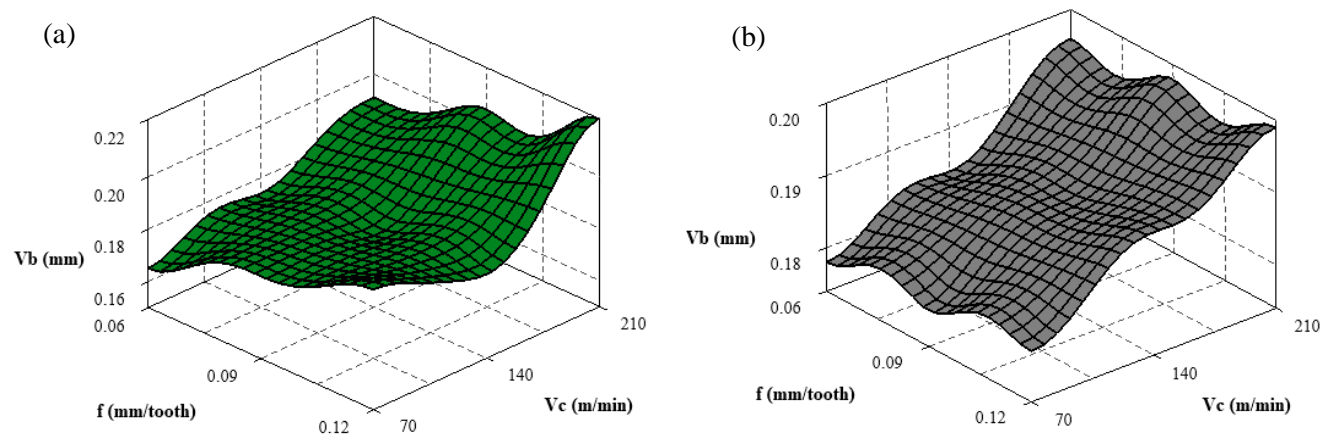 (a)
0.22
0.20
0.18
0.16
Vb (mm)
0.06
0.09
0.12
f (mm/tooth)
70
140
210
Vc (m/min)
(b)
0.20
0.19
0.18
Vb (mm)
0.06
0.09
0.12
f (mm/tooth)
70
140
210
Vc (m/min)